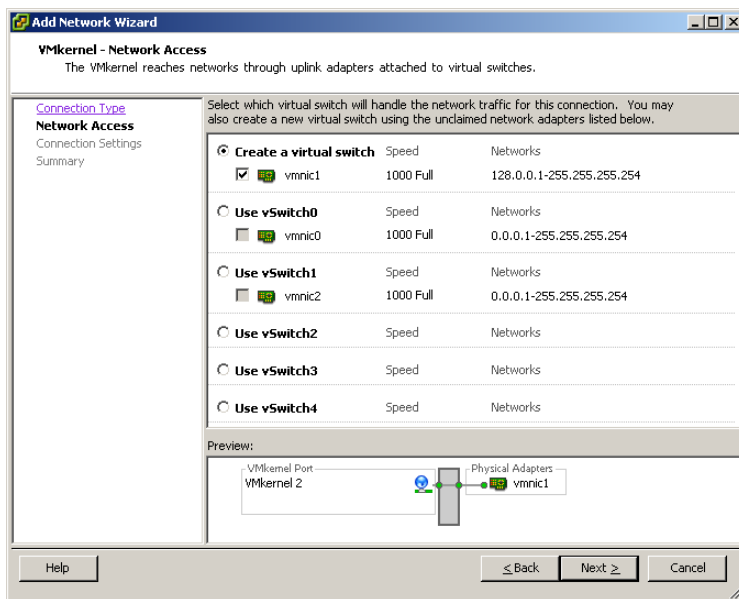 Add Network Wizard
VMkernel - Network Access
The VMkernel reaches networks through uplink adapters attached to virtual switches.
Connection Type
Network Access
Connection Settings
Summary
Select which virtual switch will handle the network traffic for this connection. You may
also create a new virtual switch using the unclaimed network adapters listed below.
Create a virtual switch Speed Networks
vmnic1 1000 Full 128.0.0.1-255.255.255.254
Use vSwitch0 Speed Networks
vmnic0 1000 Full 0.0.0.1-255.255.255.254
Use vSwitch1 Speed Networks
vmnic2 1000 Full 0.0.0.1-255.255.255.254
Use vSwitch2 Speed Networks
Use vSwitch3 Speed Networks
Use vSwitch4 Speed Networks
Preview:
VMkernel Port Physical Adapters
VMkernel 2 vmnic1
Help < Back Next > Cancel